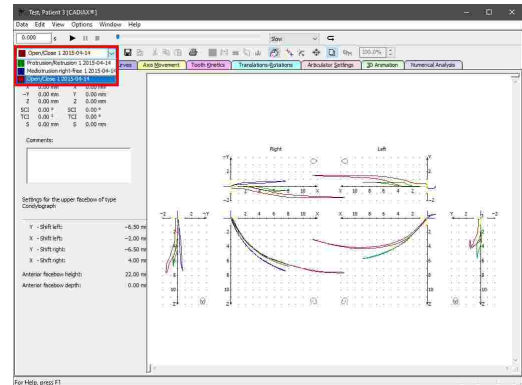 Test, Patient 3 [CADIAX®]
Data Edit View Options Window Help
0.000 s Slow
Open/Close 1 2015-04-14 100.0%
Protrusion/Retrusion 1 2015-04-14
Mediotrusion-right-free 1 2015-04-14
Open/Close 1 2015-04-14
Curves Axis Movement Tooth Kinetics Translations-Rotations Articulator Settings 3D Animation Numerical Analysis
X 0.00 mm X 0.00 mm
-Y 0.00 mm Y 0.00 mm
Z 0.00 mm Z 0.00 mm
SCI 0.00 ° SCI 0.00 °
TCI 0.00 ° TCI 0.00 °
S 0.00 mm S 0.00 mm
Comments:
Right Left
Settings for the upper facebow of type
Condylograph
Y - Shift left: -6.50 mm
X - Shift left: -2.00 mm
Y - Shift right: -6.50 mm
X - Shift right: 4.00 mm
Anterior facebow height: 22.00 mm
Anterior facebow depth: 0.00 mm
For Help, press F1